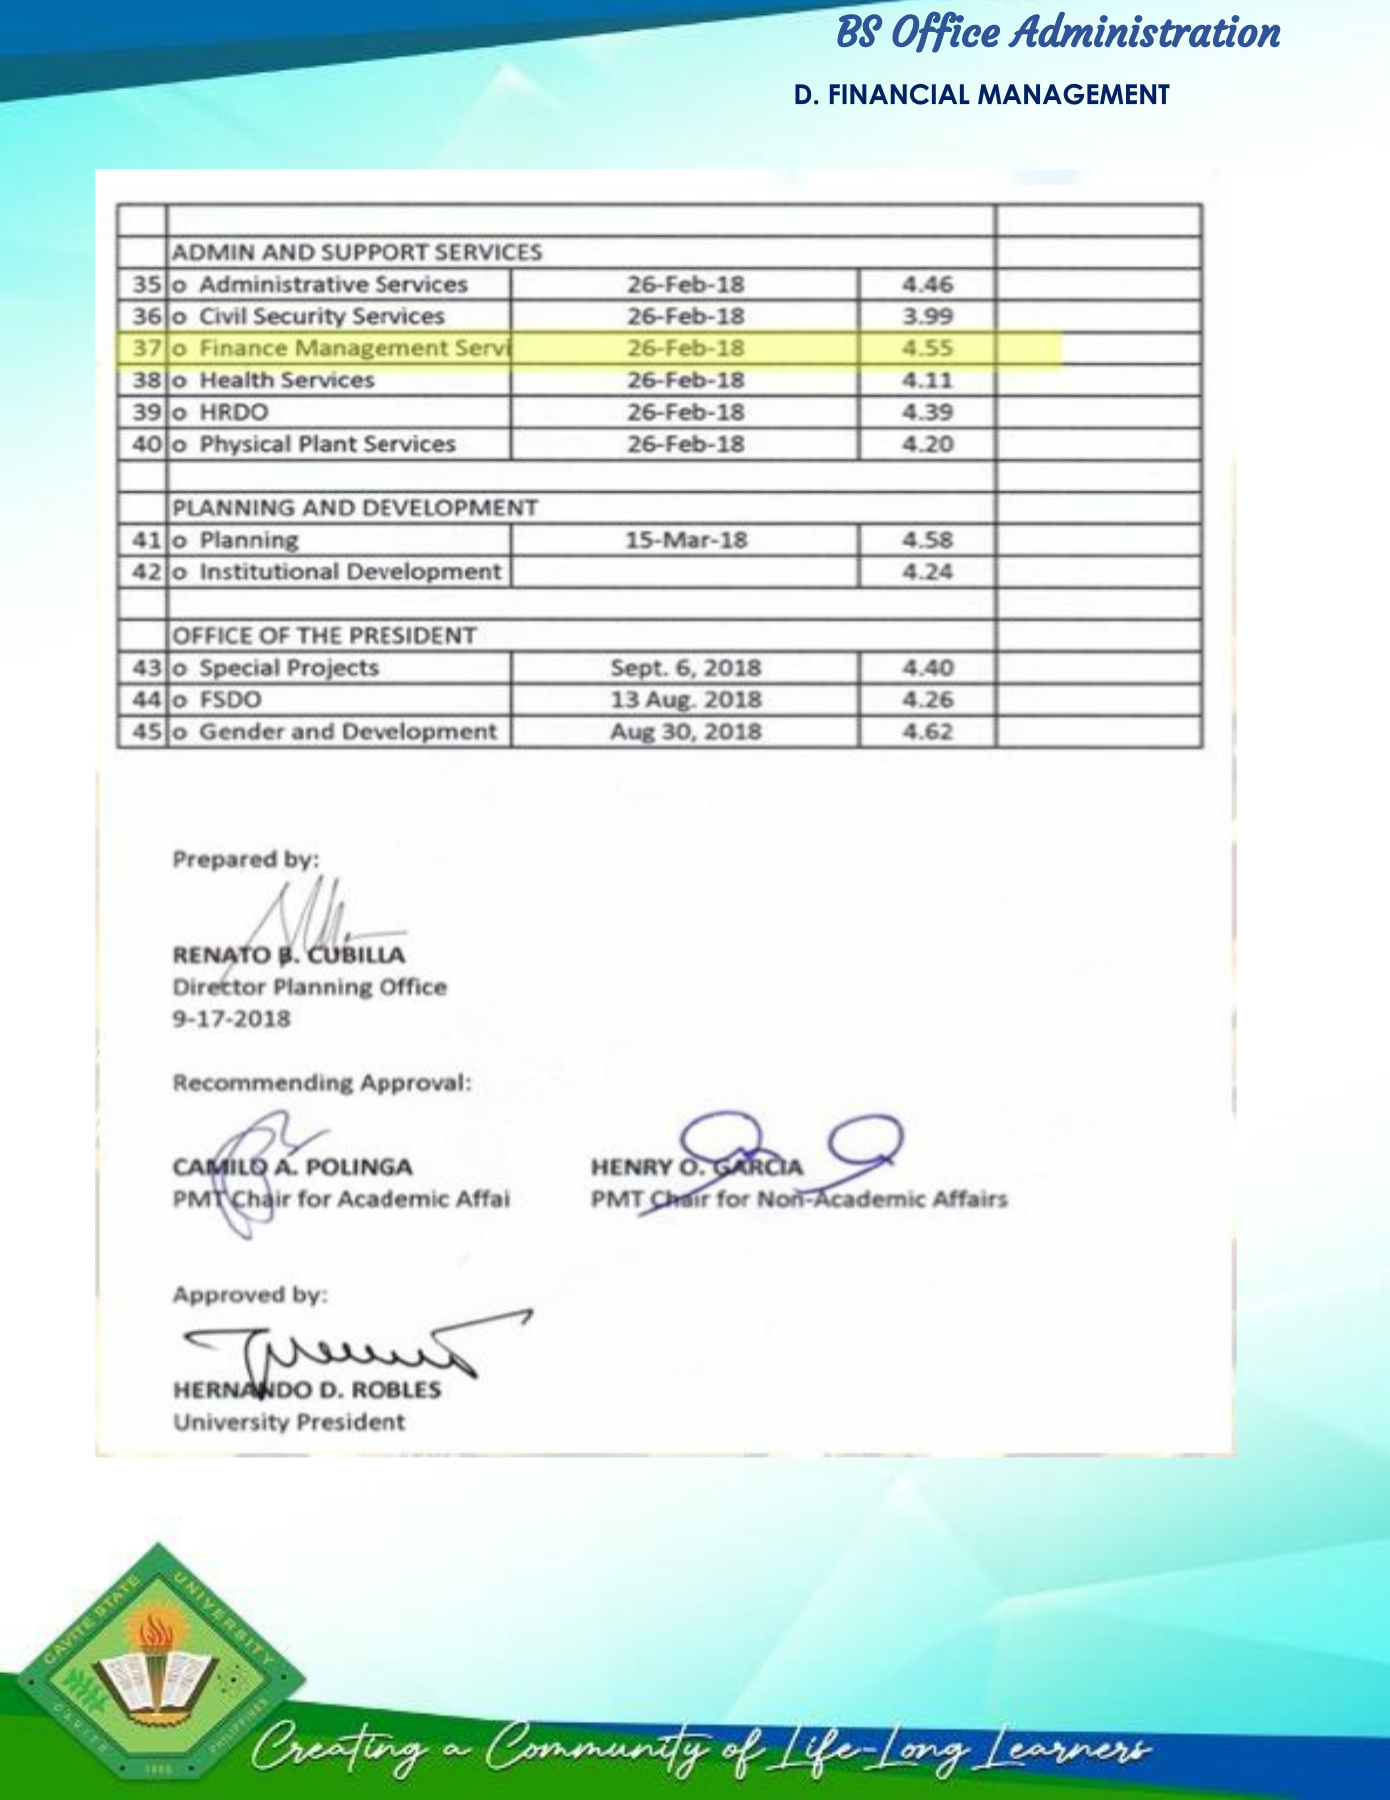 BS Office Administration
D. FINANCIAL MANAGEMENT
ADMIN AND SUPPORT SERVICES
35 o Administrative Services 26-Feb-18 4.46
36 o Civil Security Services 26-Feb-18 3.99
37 o Finance Management Servi 26-Feb-18 4.55
38 o Health Services 26-Feb-18 4.11
39 o HRDO 26-Feb-18 4.39
40 o Physical Plant Services 26-Feb-18 4.20
PLANNING AND DEVELOPMENT
41 o Planning 15-Mar-18 4.58
42 o Institutional Development 4.24
OFFICE OF THE PRESIDENT
43 o Special Projects Sept. 6, 2018 4.40
44 o FSDO 13 Aug. 2018 4.26
45 o Gender and Development Aug 30, 2018 4.62
Prepared by:
RENATO B. CUBILLA
Director Planning Office
9-17-2018
Recommending Approval:
CAMILO A. POLINGA HENRY O. GARCIA
PMT Chair for Academic Affai PMT Chair for Non-Academic Affairs
Approved by:
HERNANDO D. ROBLES
University President
CAVITE STATE UNIVERSITY
CAVITE PHILIPPINES
1906
Creating a Community of Life-Long Learners